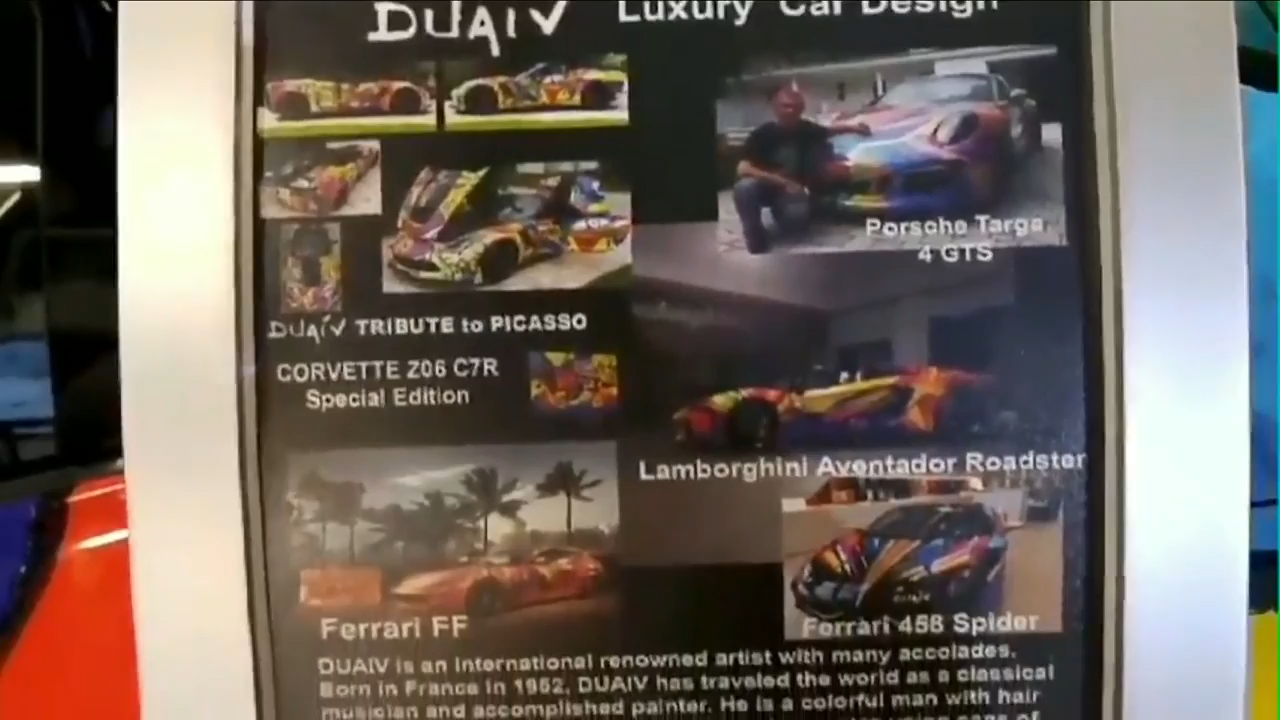 DUAIV Luxury Car Design
Porsche Targa
4 GTS
DUAIV TRIBUTE to PICASSO
CORVETTE Z06 C7R
Special Edition
Lamborghini Aventador Roadster
Ferrari FF
Ferrari 458 Spider
DUAIV is an international renowned artist with many accolades.
Born in France in 1952, DUAIV has traveled the world as a classical
musician and accomplished painter. He is a colorful man with hair